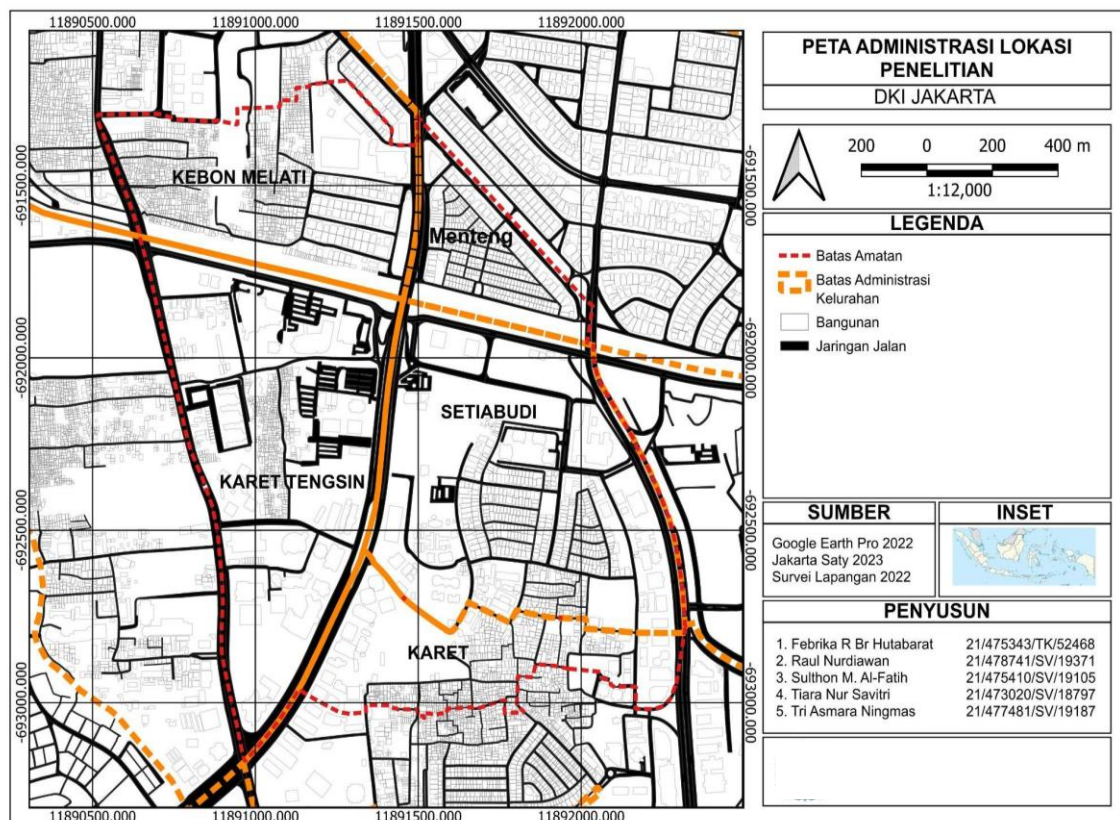 11890500.000 11891000.000 11891500.000 11892000.000
-691500.000
-692000.000
-692500.000
-693000.000
KEBON MELATI
Menteng
SETIABUDI
KARET TENGSIN
KARET
-691500.000
-692000.000
-692500.000
-693000.000
11890500.000 11891000.000 11891500.000 11892000.000
PETA ADMINISTRASI LOKASI
PENELITIAN
DKI JAKARTA
200 0 200 400 m
1:12,000
LEGENDA
Batas Amatan
Batas Administrasi
Kelurahan
Bangunan
Jaringan Jalan
SUMBER
Google Earth Pro 2022
Jakarta Saty 2023
Survei Lapangan 2022
INSET
PENYUSUN
1. Febrika R Br Hutabarat 21/475343/TK/52468
2. Raul Nurdiawan 21/478741/SV/19371
3. Sulthon M. Al-Fatih 21/475410/SV/19105
4. Tiara Nur Savitri 21/473020/SV/18797
5. Tri Asmara Ningmas 21/477481/SV/19187